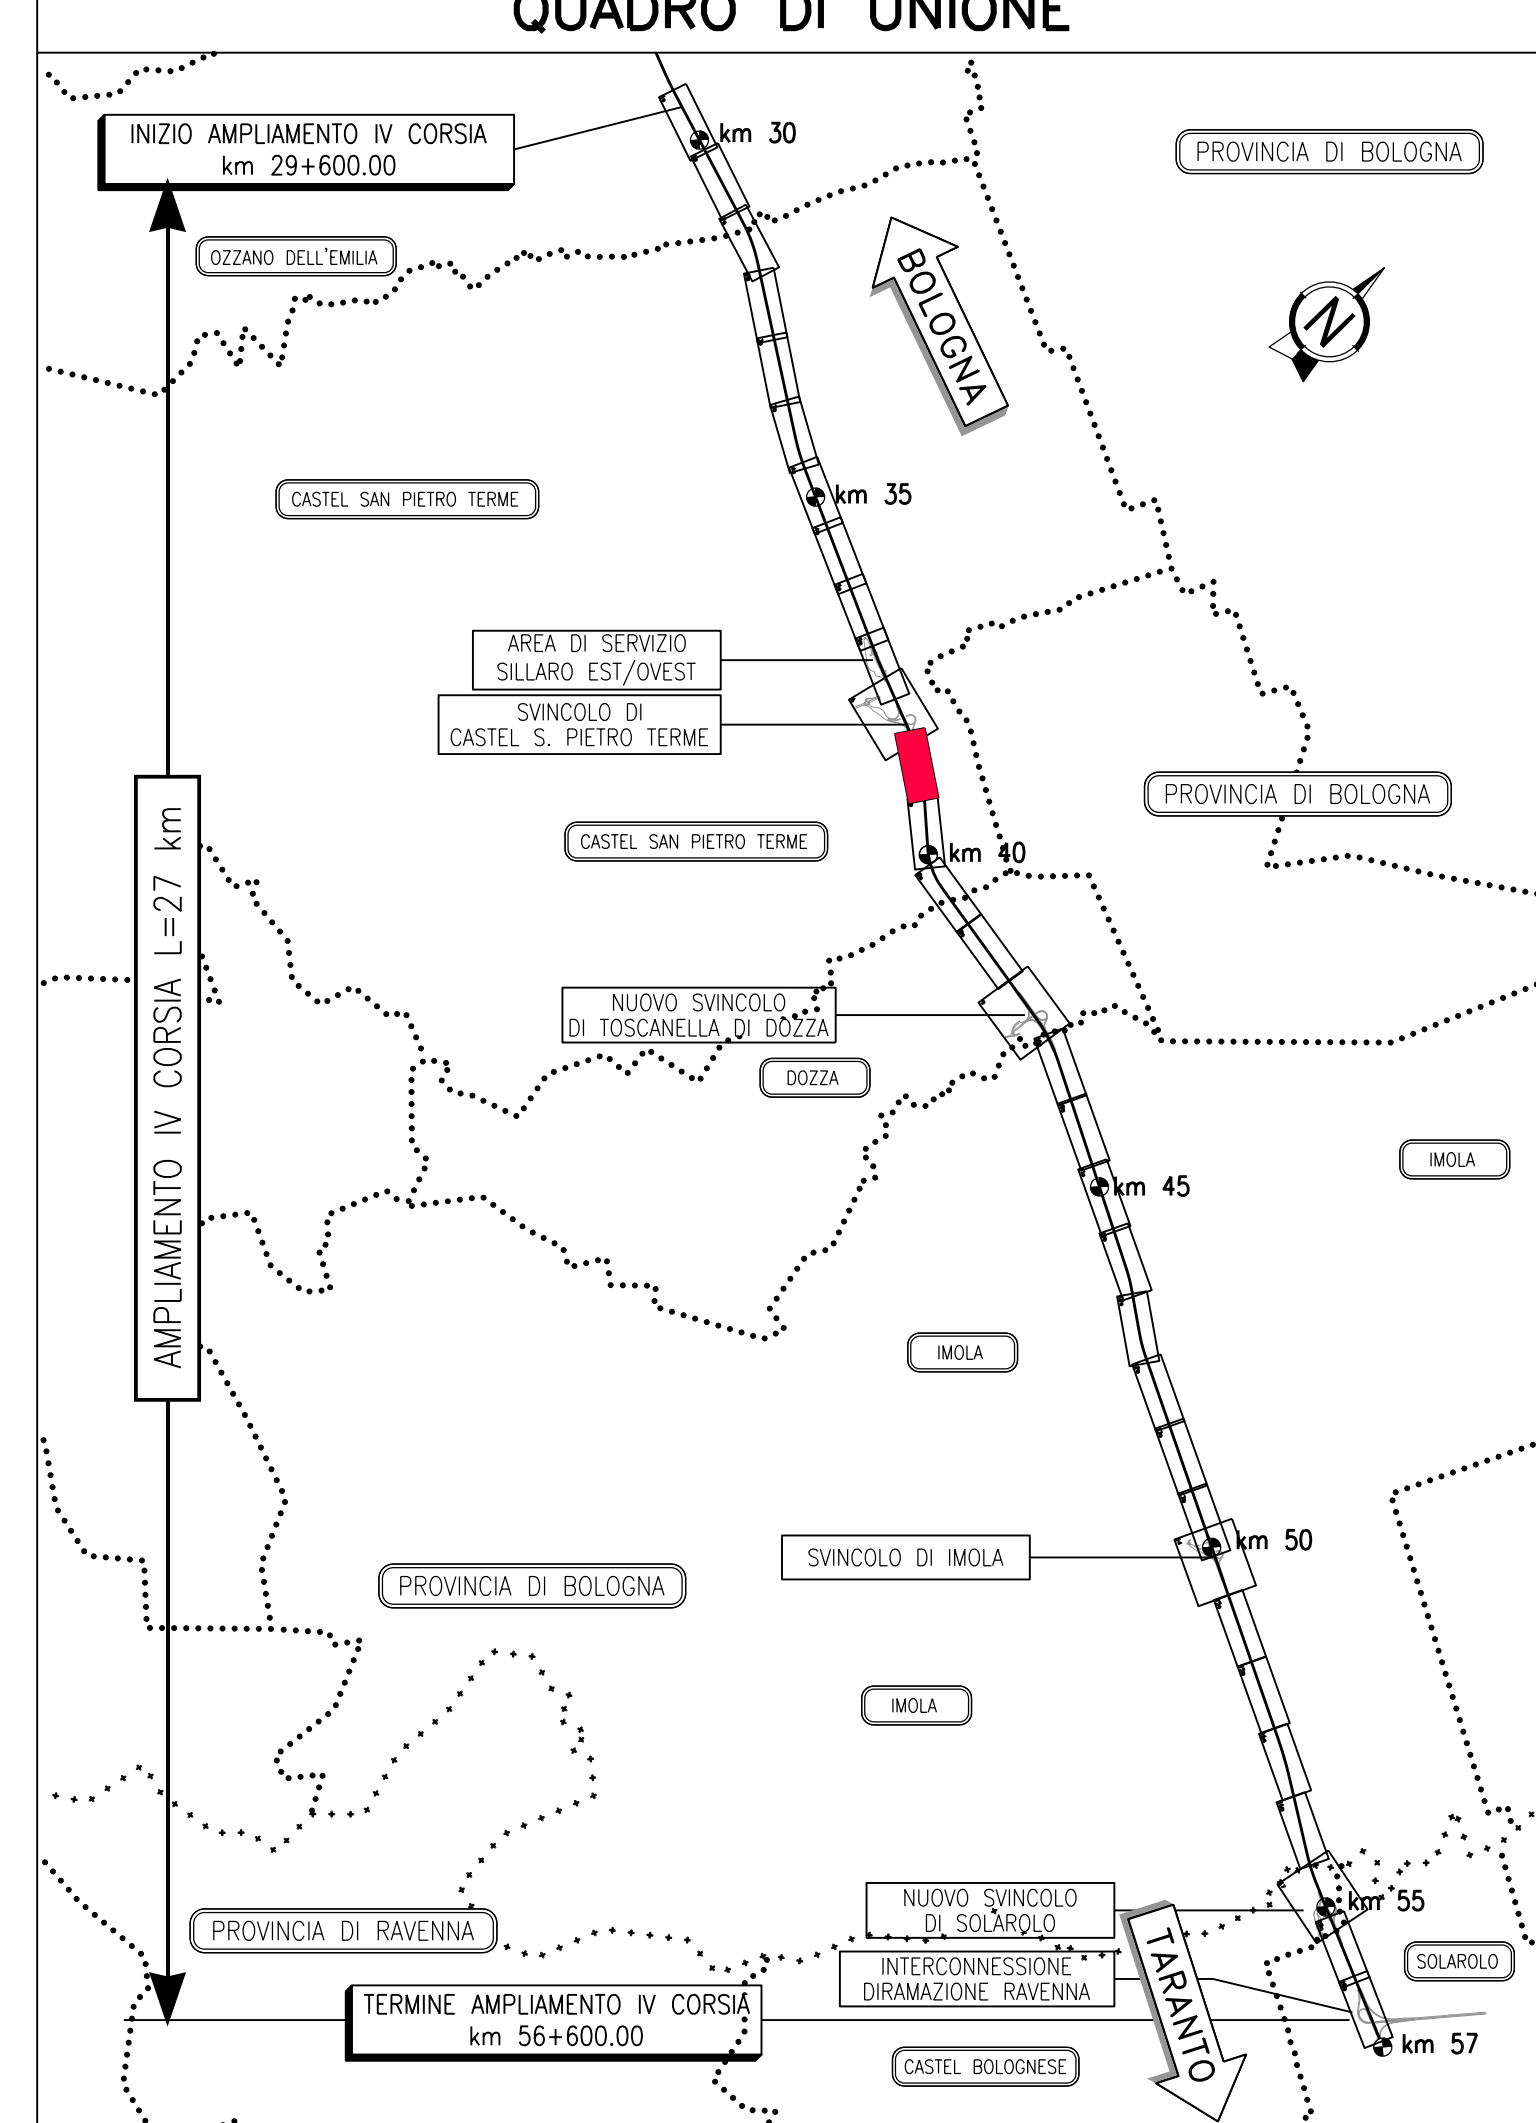 QUADRO DI UNIONE
INIZIO AMPLIAMENTO IV CORSIA
km 29+600.00
km 30
PROVINCIA DI BOLOGNA
OZZANO DELL'EMILIA
BOLOGNA
N
CASTEL SAN PIETRO TERME
km 35
AREA DI SERVIZIO
SILLARO EST/OVEST
SVINCOLO DI
CASTEL S. PIETRO TERME
PROVINCIA DI BOLOGNA
CASTEL SAN PIETRO TERME
km 40
AMPLIAMENTO IV CORSIA L=27 km
NUOVO SVINCOLO
DI TOSCANELLA DI DOZZA
DOZZA
IMOLA
km 45
IMOLA
km 50
SVINCOLO DI IMOLA
PROVINCIA DI BOLOGNA
IMOLA
NUOVO SVINCOLO
DI SOLAROLO
km 55
PROVINCIA DI RAVENNA
TARANTO
SOLAROLO
INTERCONNESSIONE
DIRAMAZIONE RAVENNA
TERMINE AMPLIAMENTO IV CORSIA
km 56+600.00
km 57
CASTEL BOLOGNESE